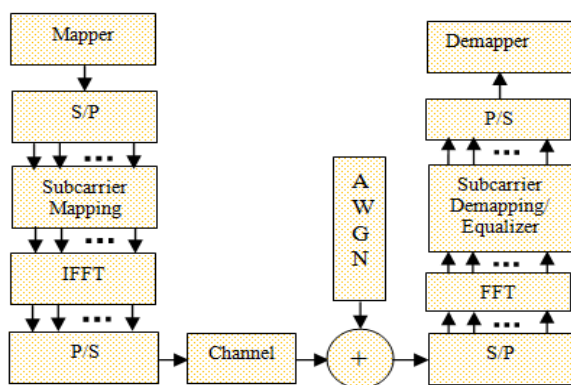 Mapper
S/P
Subcarrier
Mapping
IFFT
P/S
Channel
A
W
G
N
+
Demapper
P/S
Subcarrier
Demapping/
Equalizer
FFT
S/P